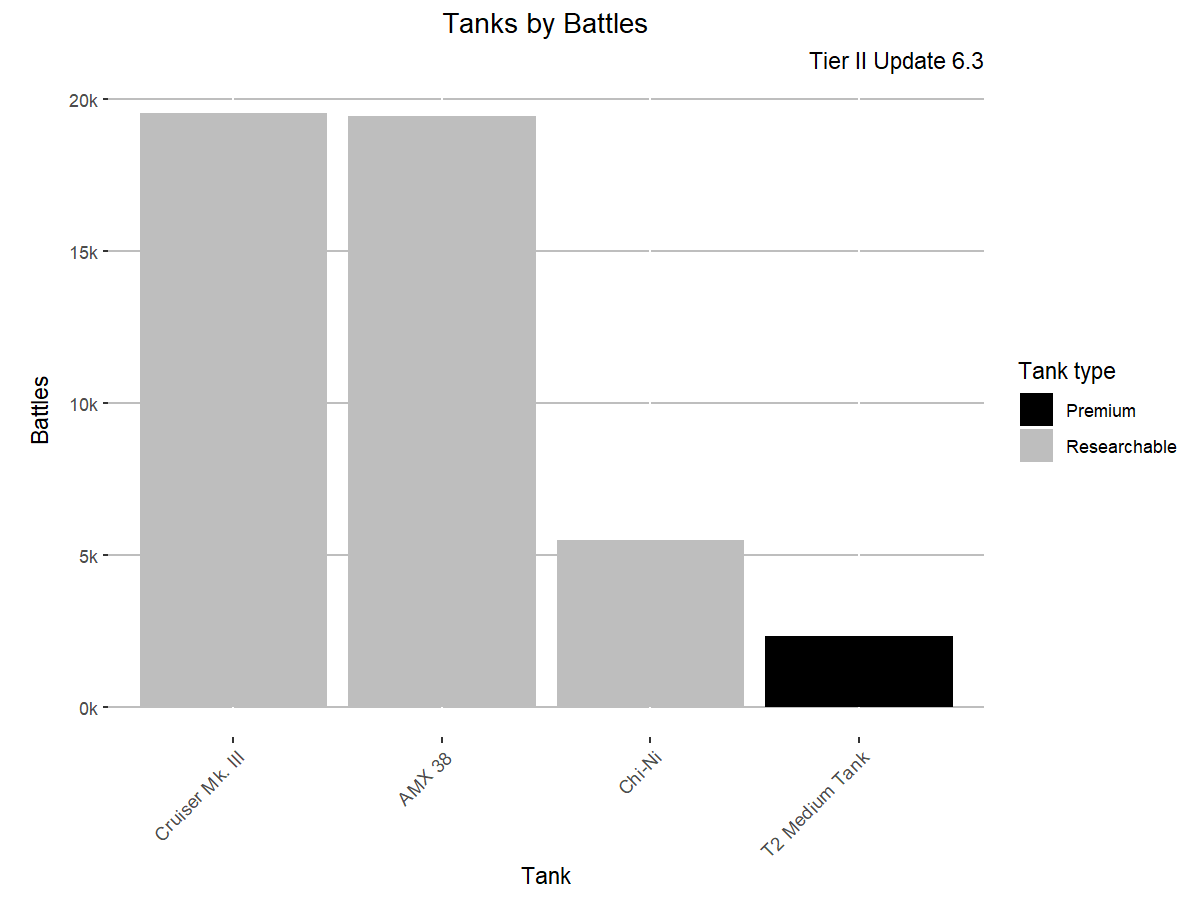 Tanks by Battles
Tier II Update 6.3
20k
15k
10k
5k
0k
Battles
Cruiser Mk. III
AMX 38
Chi-Ni
T2 Medium Tank
Tank
Tank type
Premium
Researchable